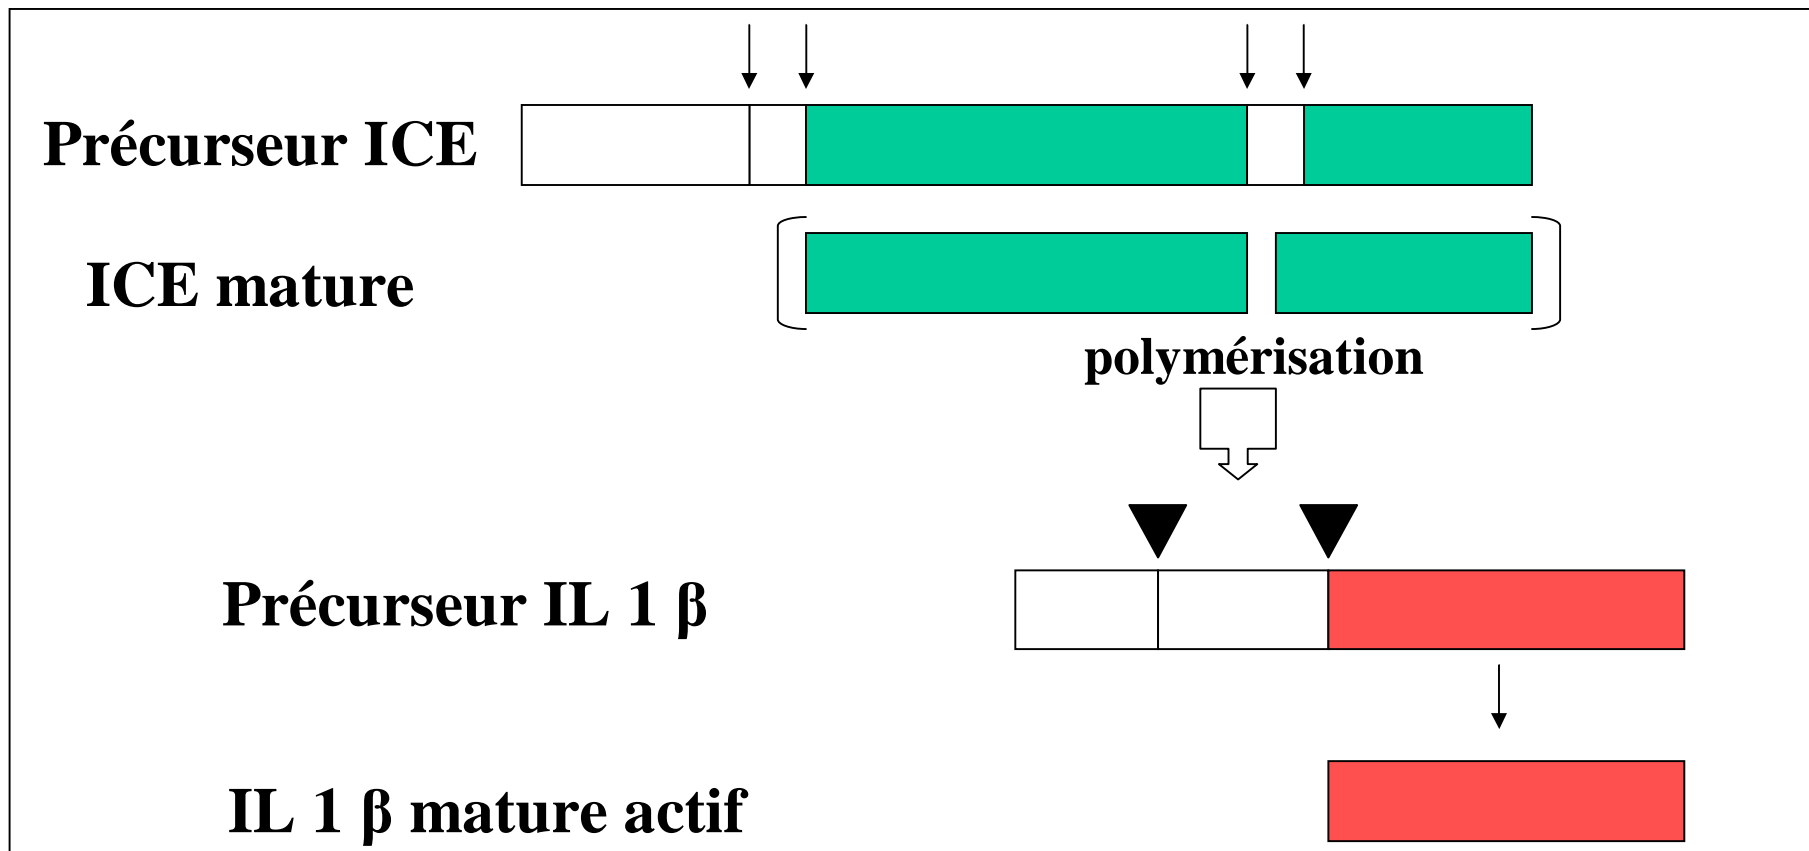 Précurseur ICE
ICE mature
polymérisation
Précurseur IL 1 β
IL 1 β mature actif